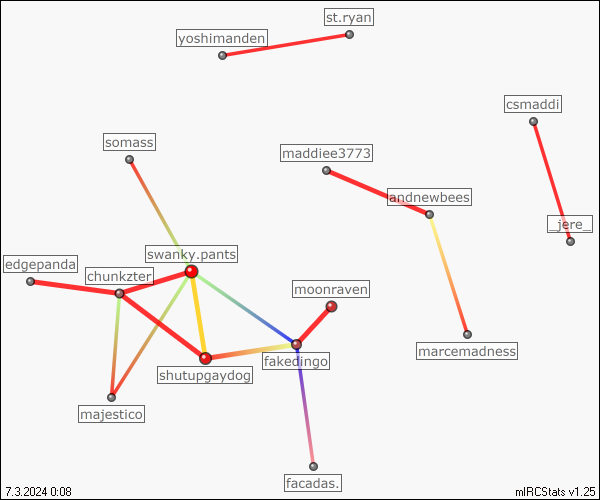 st.ryan
yoshimanden
csmaddi
somass
maddiee3773
andnewbees
_jere_
swanky.pants
edgepanda
chunkzter
moonraven
marcemadness
fakedingo
shutupgaydog
majestico
facadas.
7.3.2024 0:08
mIRCStats v1.25